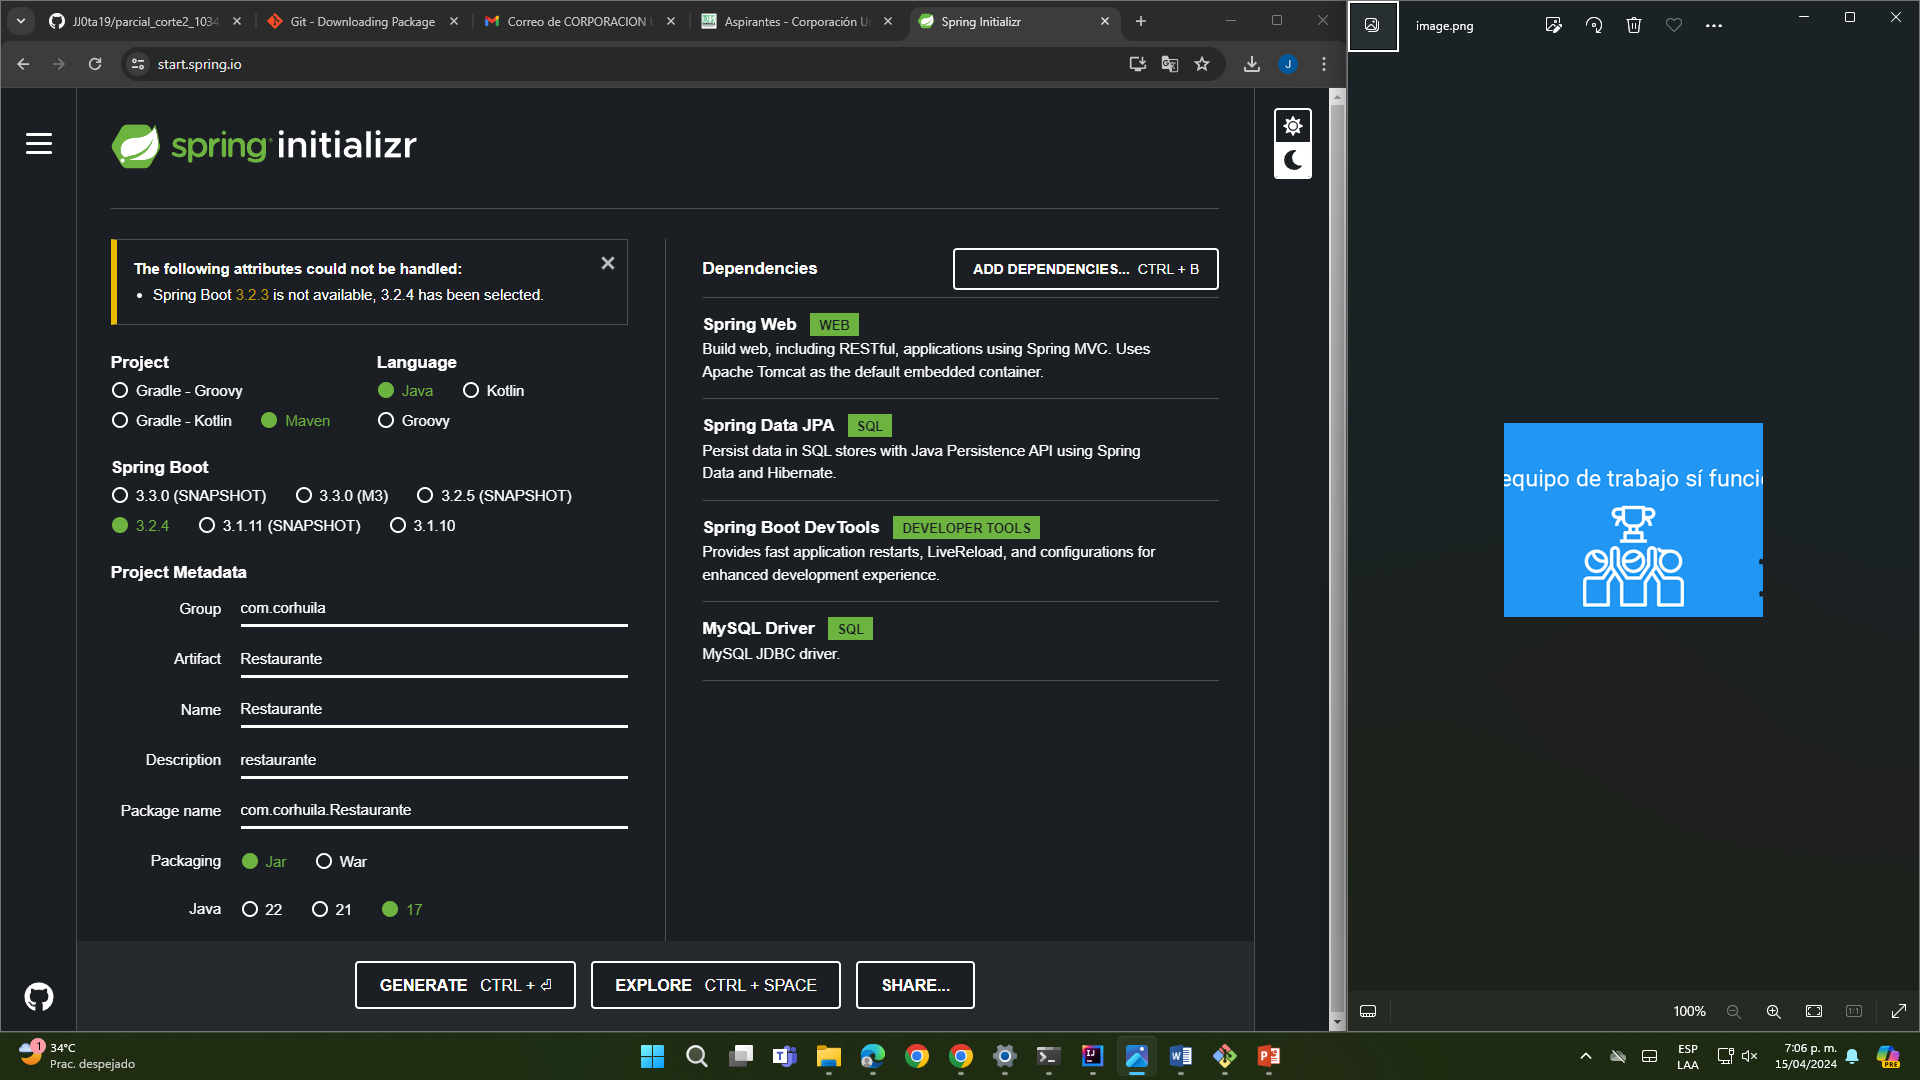 JJ0ta19/parcial_corte2_1034
Git - Downloading Package
Correo de CORPORACION
Aspirantes - Corporación U
Spring Initializr
image.png
start.spring.io
J
spring initializr
The following attributes could not be handled:
• Spring Boot 3.2.3 is not available, 3.2.4 has been selected.
Project
Gradle - Groovy
Gradle - Kotlin
Maven
Language
Java
Kotlin
Groovy
Spring Boot
3.3.0 (SNAPSHOT)
3.3.0 (M3)
3.2.5 (SNAPSHOT)
3.2.4
3.1.11 (SNAPSHOT)
3.1.10
Project Metadata
Group com.corhuila
Artifact Restaurante
Name Restaurante
Description restaurante
Package name com.corhuila.Restaurante
Packaging Jar War
Java 22 21 17
Dependencies
ADD DEPENDENCIES... CTRL + B
Spring Web WEB
Build web, including RESTful, applications using Spring MVC. Uses
Apache Tomcat as the default embedded container.
Spring Data JPA SQL
Persist data in SQL stores with Java Persistence API using Spring
Data and Hibernate.
Spring Boot DevTools DEVELOPER TOOLS
Provides fast application restarts, LiveReload, and configurations for
enhanced development experience.
MySQL Driver SQL
MySQL JDBC driver.
GENERATE CTRL + ⏎
EXPLORE CTRL + SPACE
SHARE...
equipo de trabajo sí funci
100%
1:1
1
34°C
Prac. despejado
ESP
LAA
7:06 p. m.
15/04/2024
PRE